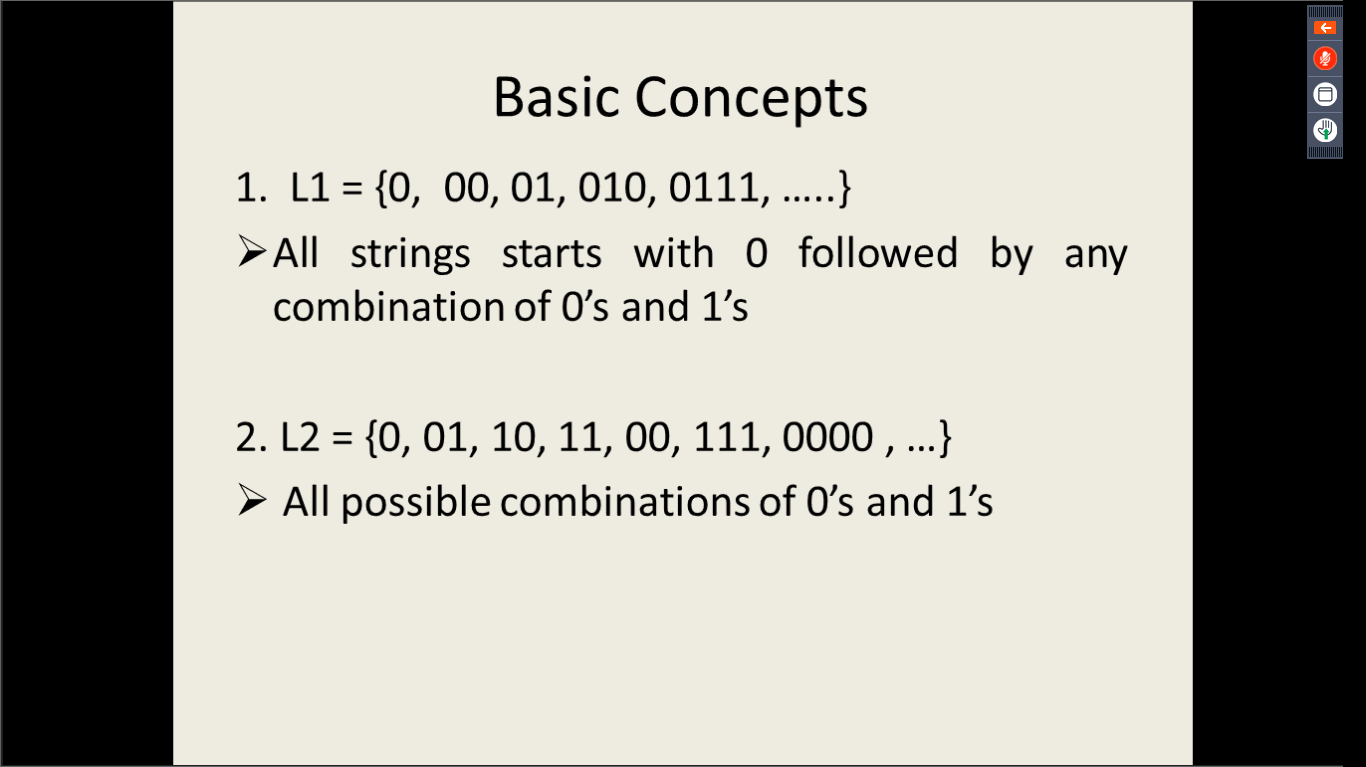 Basic Concepts
1. L1 = {0, 00, 01, 010, 0111, …..}
➢All strings starts with 0 followed by any
combination of 0’s and 1’s
2. L2 = {0, 01, 10, 11, 00, 111, 0000 , …}
➢ All possible combinations of 0’s and 1’s